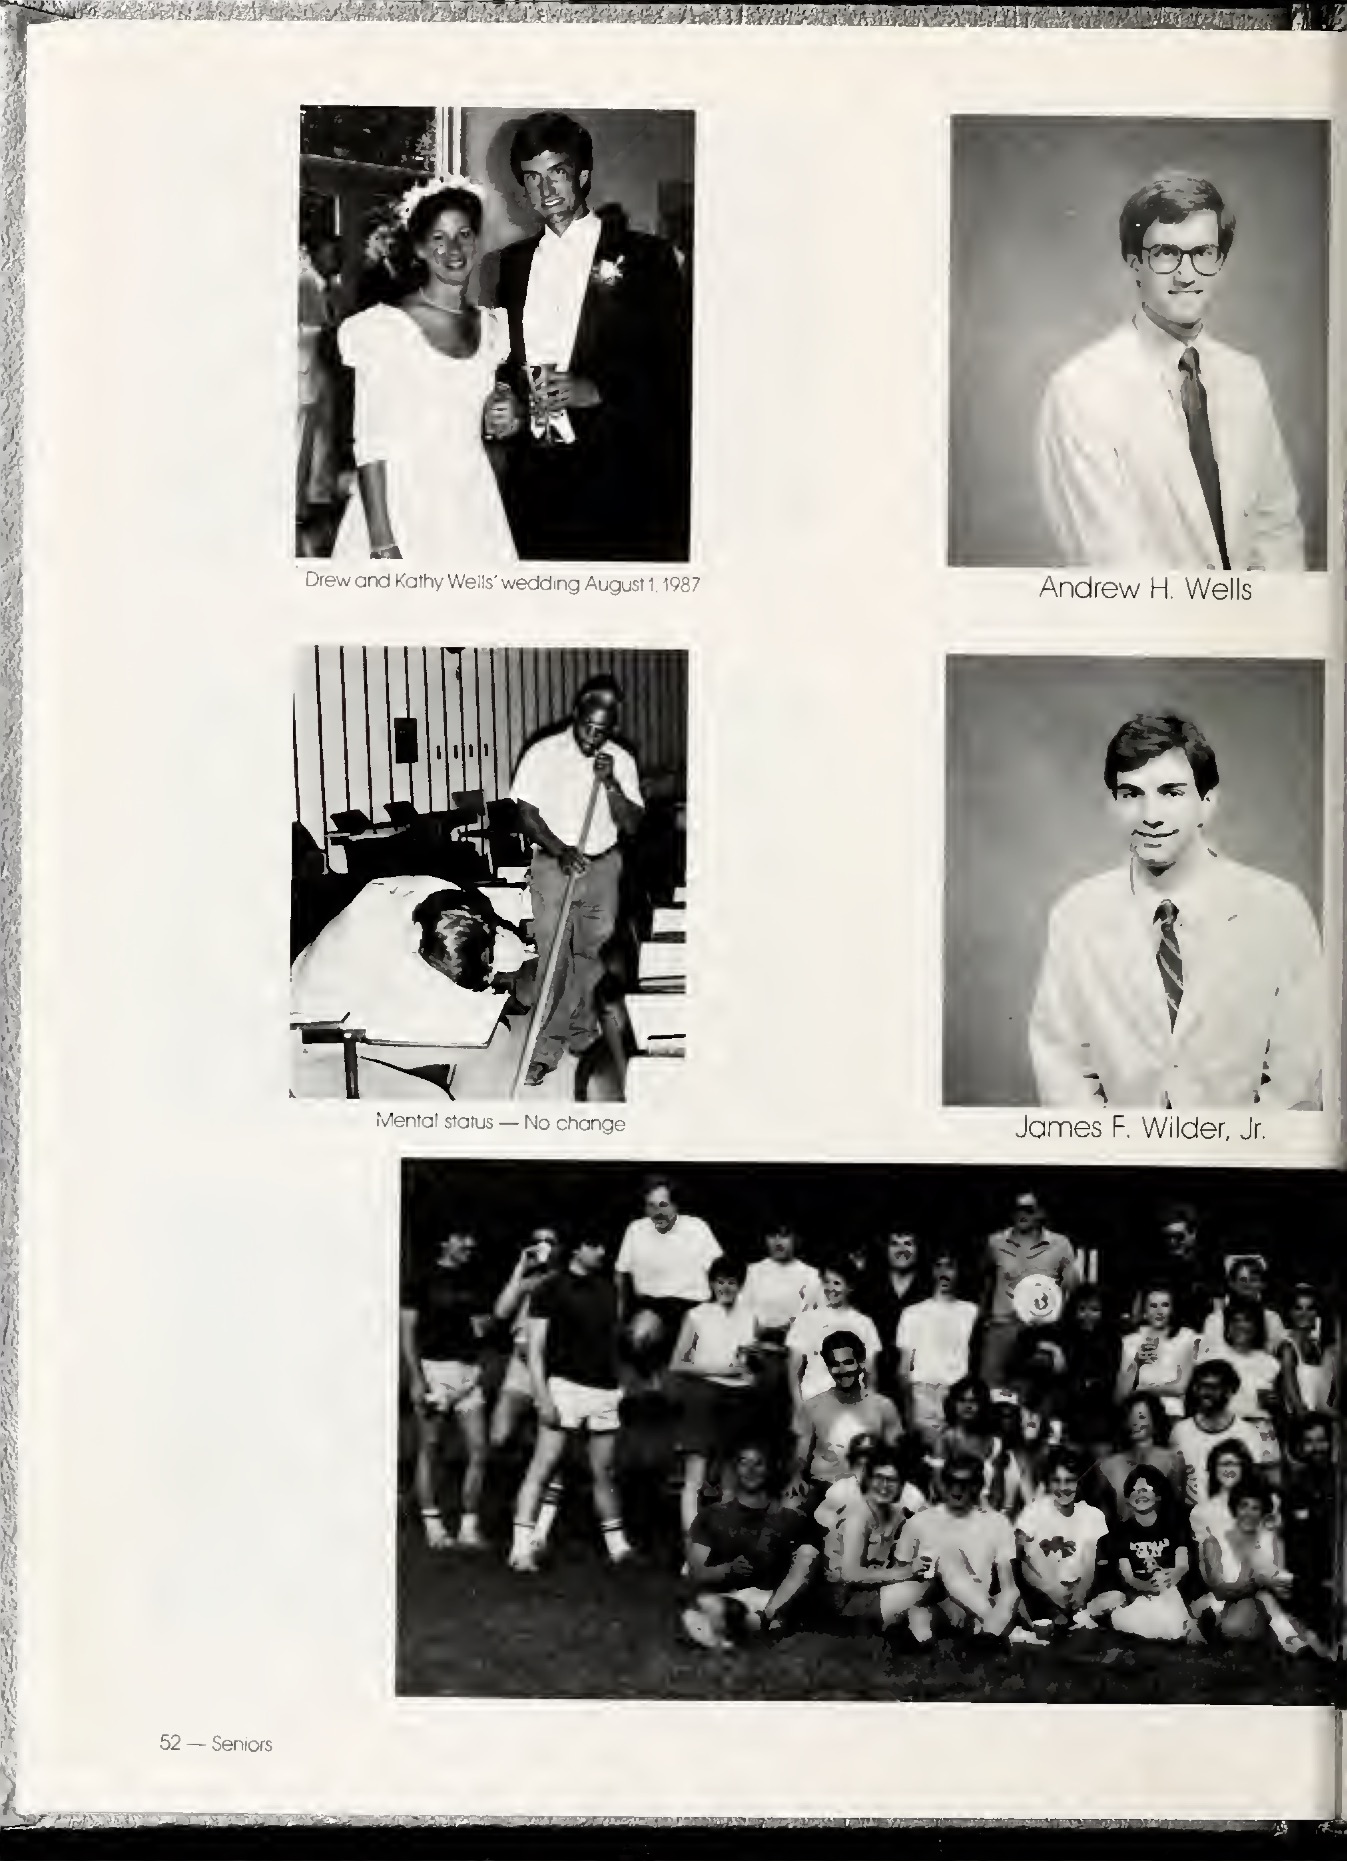 Drew and Kathy Wells' wedding August 1, 1987
Andrew H. Wells
Mental status — No change
James F. Wilder, Jr.
52 — Seniors